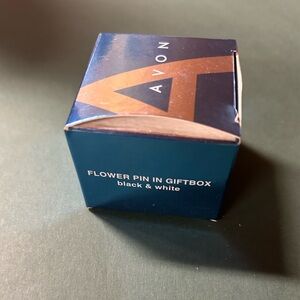 AVON
FLOWER PIN IN GIFTBOX
black & white